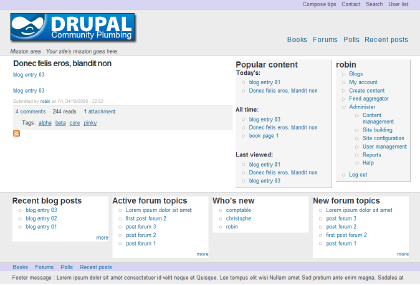 Compose tips Contact Search User list
DRUPAL
Community Plumbing
Books Forums Polls Recent posts
Mission area : Your site's mission goes here.
Donec felis eros, blandit non
blog entry 03
blog entry 03
Submitted by robin on Fri, 04/18/2008 - 22:52
4 comments 244 reads 1 attachment
Tags: alpha beta core pinky
Popular content
Today's:
blog entry 01
Donec felis eros, blandit non
All time:
blog entry 03
Donec felis eros, blandit non
book page 1
Last viewed:
blog entry 01
Donec felis eros, blandit non
blog entry 03
robin
Blogs
My account
Create content
Feed aggregator
Administer
Content
management
Site building
Site configuration
User management
Reports
Help
Log out
Recent blog posts
blog entry 03
blog entry 02
blog entry 01
more
Active forum topics
Lorem ipsum dolor sit amet
first post forum 2
post forum 3
post forum 2
post forum 1
more
Who's new
comptable
christophe
robin
New forum topics
Lorem ipsum dolor sit amet
post forum 3
post forum 2
first post forum 2
post forum 1
more
Books Forums Polls Recent posts
Footer message : Lorem ipsum dolor sit amet consectetuer id velit neque et Quisque. Leo tempus elit wisi Nullam amet Sed pretium ante enim magna. Sodales at